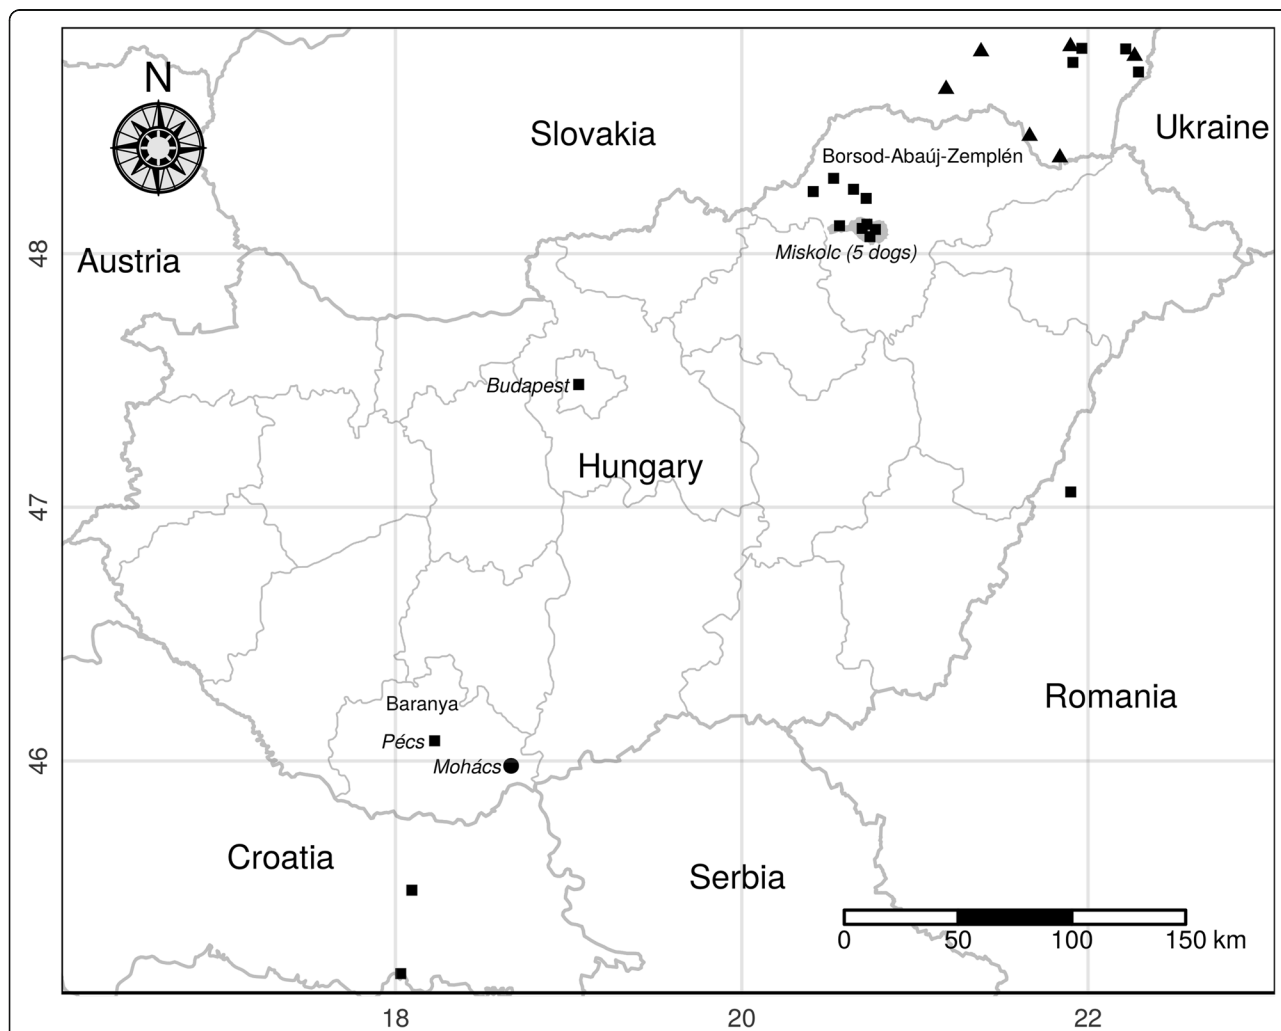 N
Slovakia
Ukraine
Borsod-Abaúj-Zemplén
48
Austria
Miskolc (5 dogs)
Budapest
Hungary
47
Romania
Baranya
Pécs
46
Mohács
Croatia
Serbia
0 50 100 150 km
18 20 22